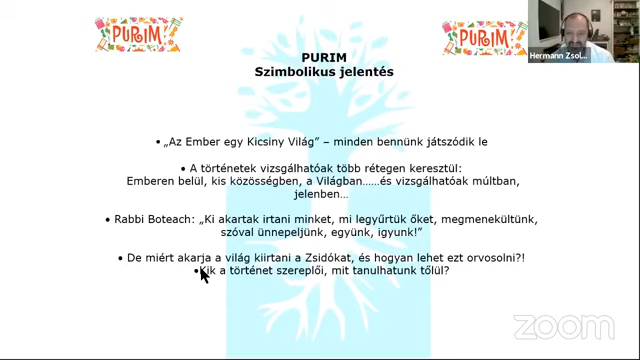 PURIM
PURIM
Hermann Zsol...
PURIM
Szimbolikus jelentés
• „Az Ember egy Kicsiny Világ” – minden bennünk játszódik le
• A történetek vizsgálhatóak több rétegen keresztül:
Emberen belül, kis közösségben, a Világban……és vizsgálhatóak múltban,
jelenben…
• Rabbi Boteach: „Ki akartak irtani minket, mi legyűrtük őket, megmenekültünk,
szóval ünnepeljünk, együnk, igyunk!”
• De miért akarja a világ kiirtani a Zsidókat, és hogyan lehet ezt orvosolni?!
•Kik a történet szereplői, mit tanulhatunk tőlül?
zoom